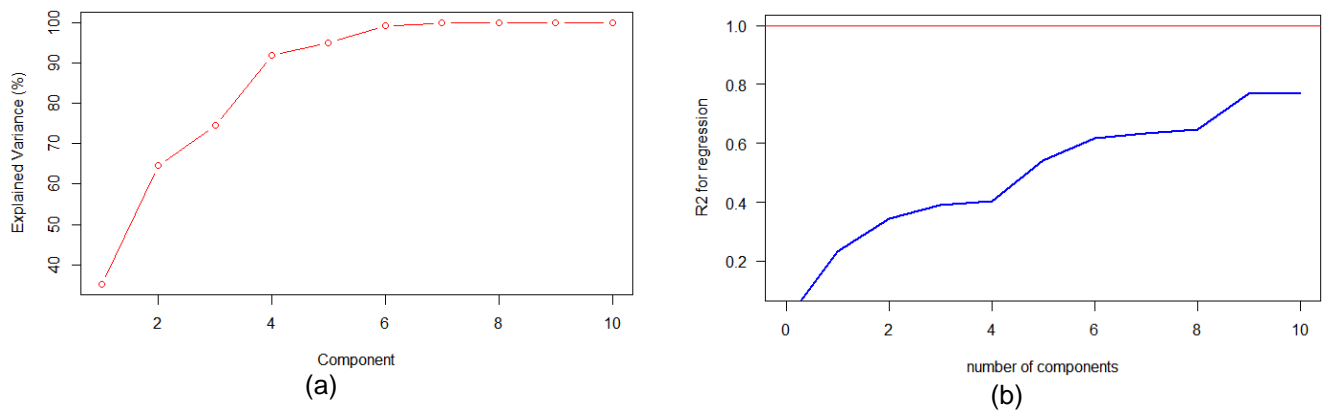 Explained Variance (%)
100
90
80
70
60
50
40
2 4 6 8 10
Component
(a)
R2 for regression
1.0
0.8
0.6
0.4
0.2
0 2 4 6 8 10
number of components
(b)